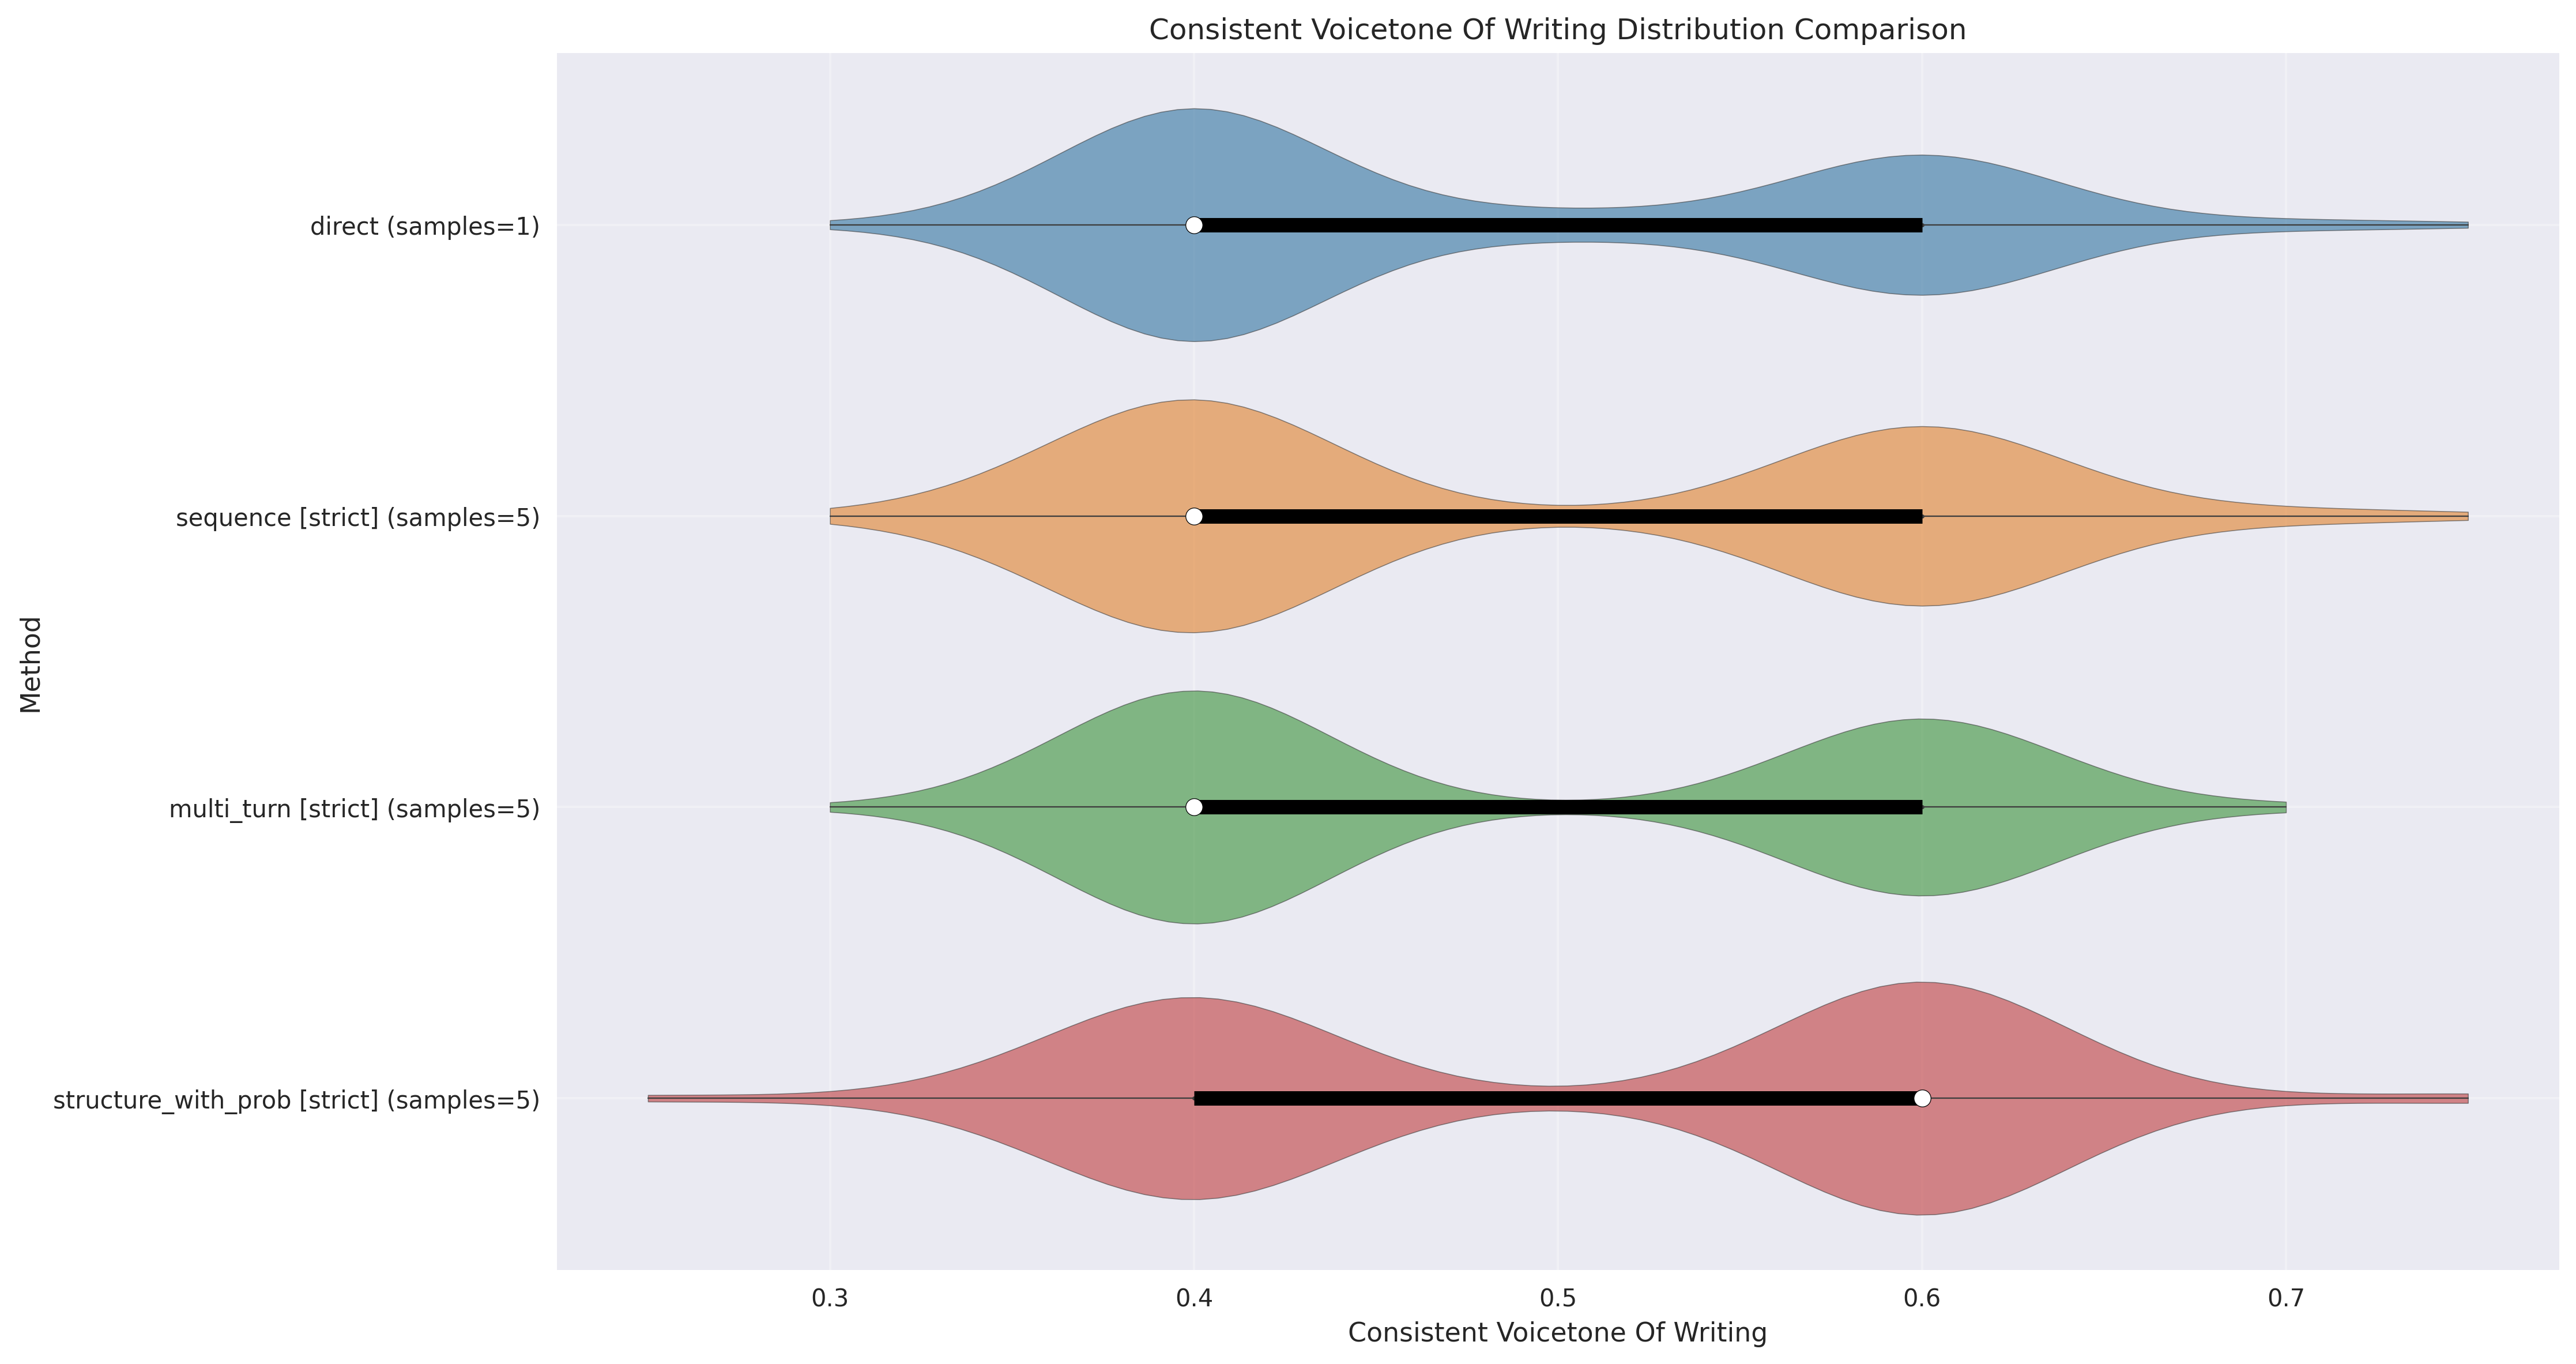 Consistent Voicetone Of Writing Distribution Comparison
Method
direct (samples=1)
sequence [strict] (samples=5)
multi_turn [strict] (samples=5)
structure_with_prob [strict] (samples=5)
0.3 0.4 0.5 0.6 0.7
Consistent Voicetone Of Writing